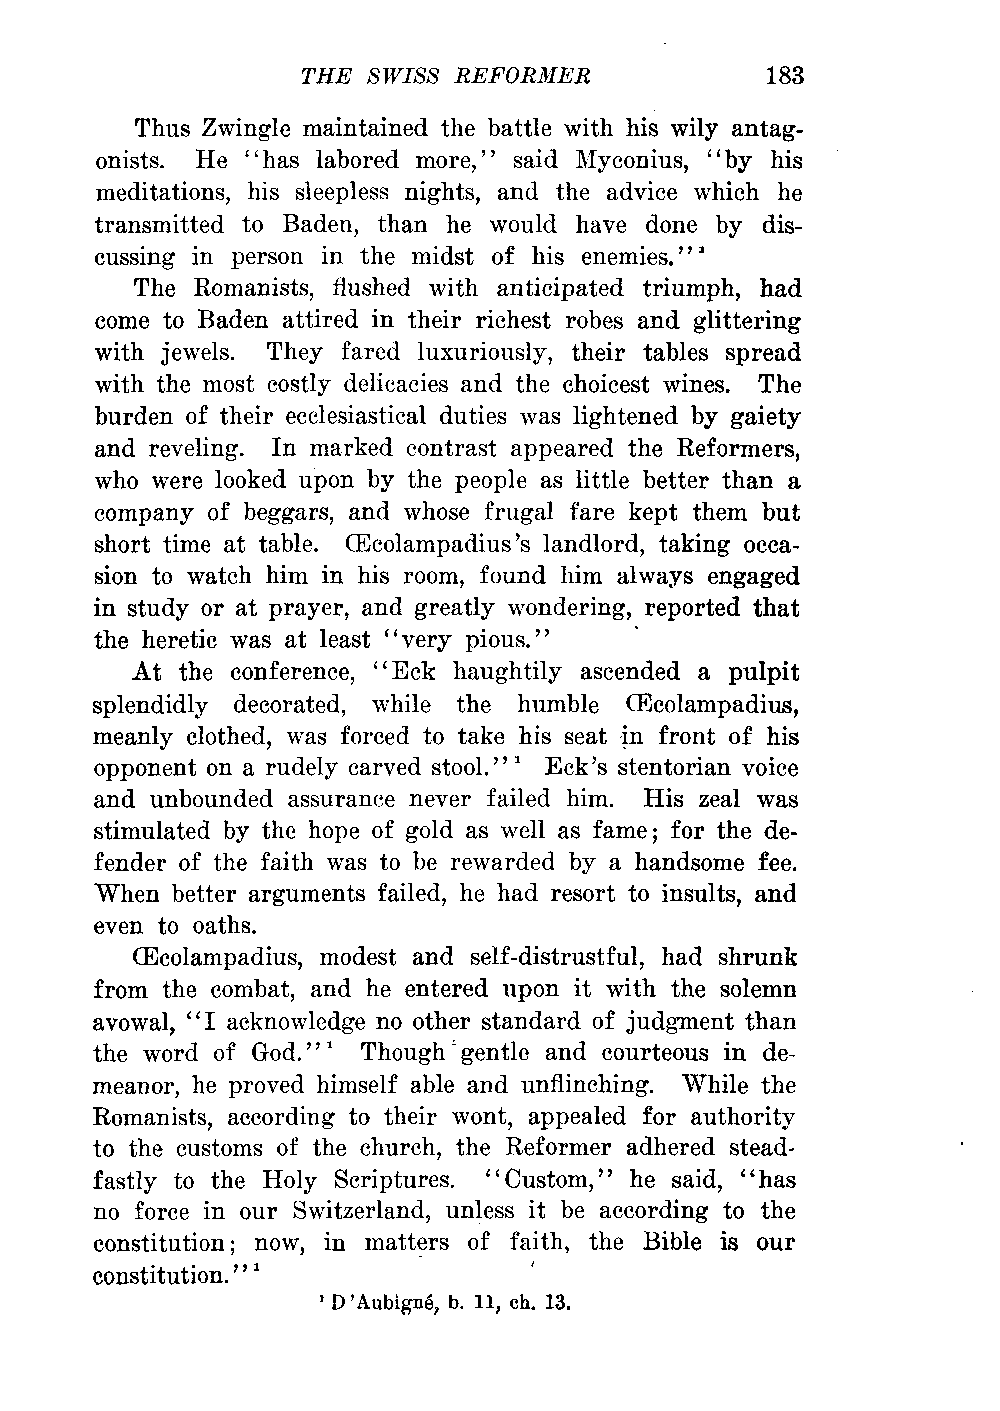 THE SWISS REFORMER 183
Thus Zwingle maintained the battle with his wily antag-
onists. He "has labored more," said Myconius, "by his
meditations, his sleepless nights, and the advice which he
transmitted to Baden, than he would have done by dis-
cussing in person in the midst of his enemies."¹
The Romanists, flushed with anticipated triumph, had
come to Baden attired in their richest robes and glittering
with jewels. They fared luxuriously, their tables spread
with the most costly delicacies and the choicest wines. The
burden of their ecclesiastical duties was lightened by gaiety
and reveling. In marked contrast appeared the Reformers,
who were looked upon by the people as little better than a
company of beggars, and whose frugal fare kept them but
short time at table. Œcolampadius's landlord, taking occa-
sion to watch him in his room, found him always engaged
in study or at prayer, and greatly wondering, reported that
the heretic was at least "very pious."
At the conference, "Eck haughtily ascended a pulpit
splendidly decorated, while the humble Œcolampadius,
meanly clothed, was forced to take his seat in front of his
opponent on a rudely carved stool."¹ Eck's stentorian voice
and unbounded assurance never failed him. His zeal was
stimulated by the hope of gold as well as fame; for the de-
fender of the faith was to be rewarded by a handsome fee.
When better arguments failed, he had resort to insults, and
even to oaths.
Œcolampadius, modest and self-distrustful, had shrunk
from the combat, and he entered upon it with the solemn
avowal, "I acknowledge no other standard of judgment than
the word of God."¹ Though gentle and courteous in de-
meanor, he proved himself able and unflinching. While the
Romanists, according to their wont, appealed for authority
to the customs of the church, the Reformer adhered stead-
fastly to the Holy Scriptures. "Custom," he said, "has
no force in our Switzerland, unless it be according to the
constitution; now, in matters of faith, the Bible is our
constitution."¹
¹ D'Aubigné, b. 11, ch. 13.